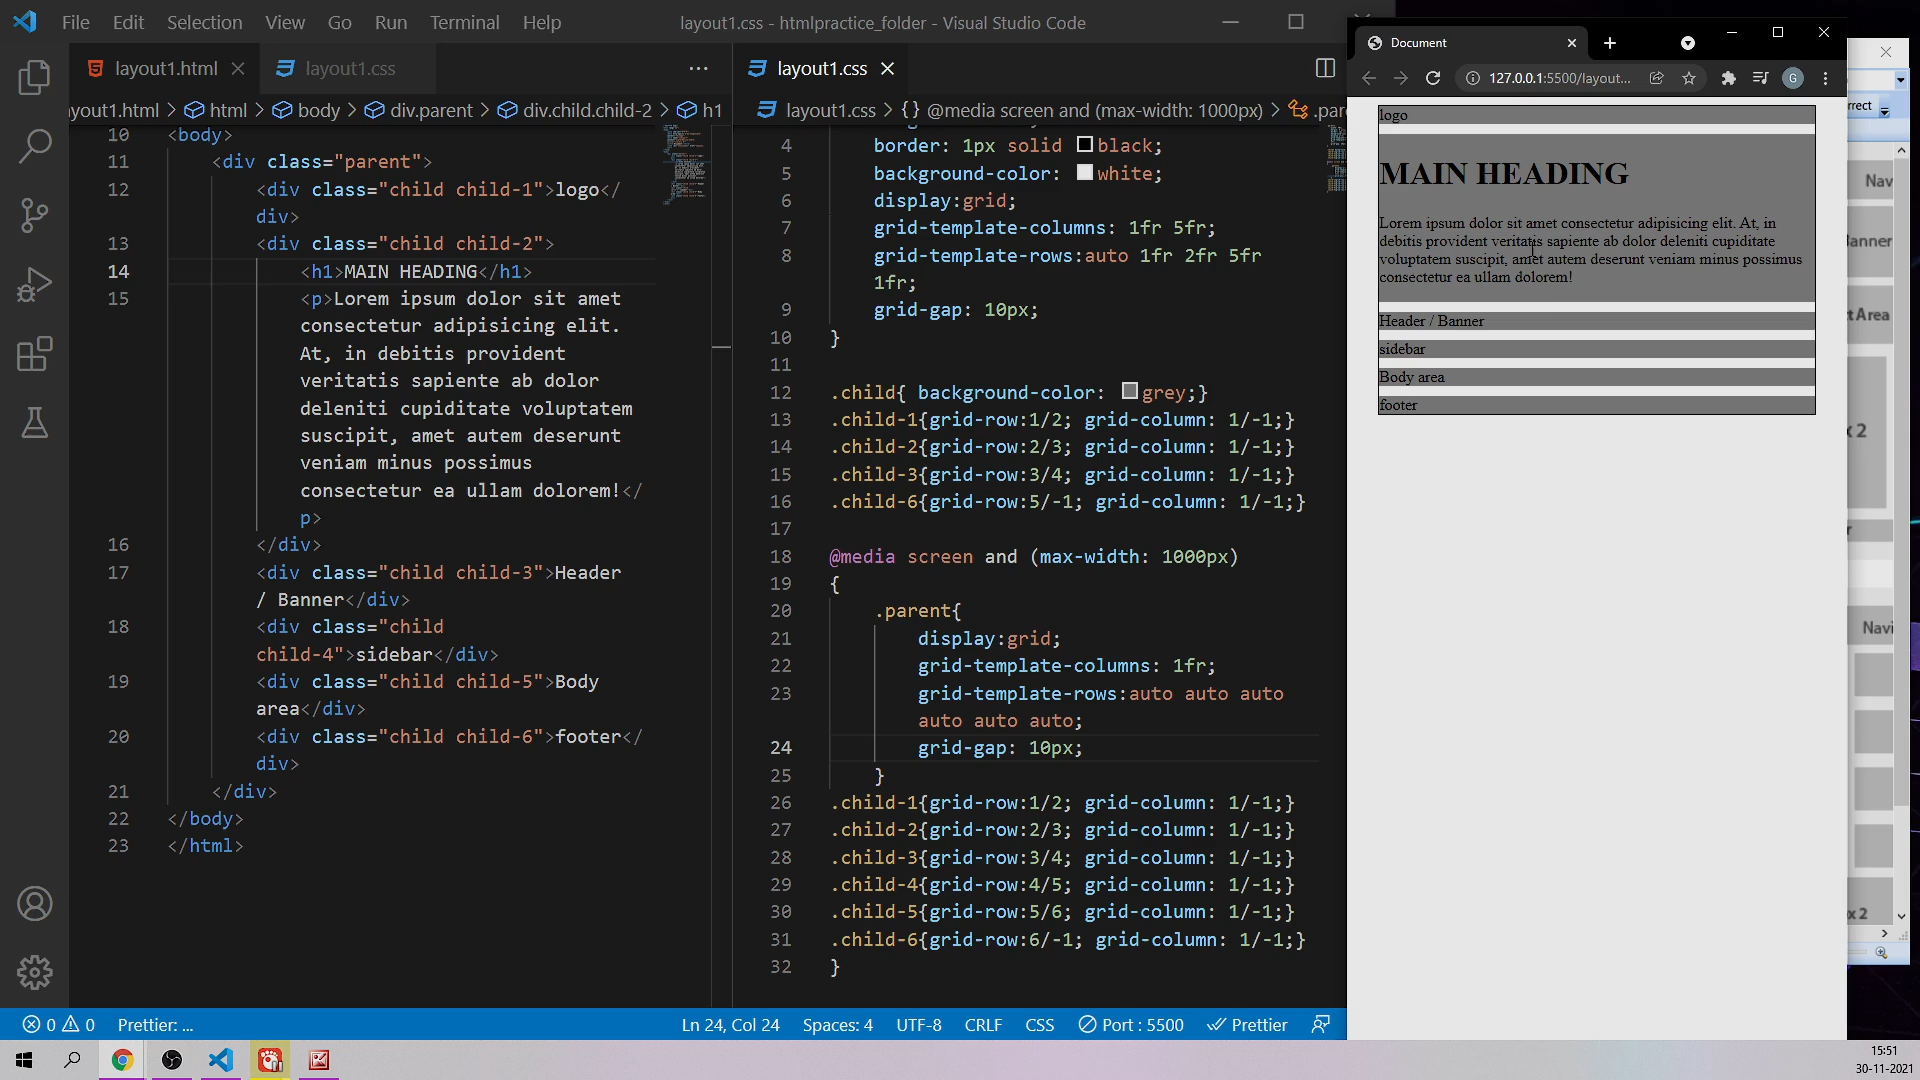 File Edit Selection View Go Run Terminal Help
layout1.css - htmlpractice_folder - Visual Studio Code
layout1.html
layout1.css
yout1.html > html > body > div.parent > div.child.child-2 > h1
10 <body>
11 <div class="parent">
12 <div class="child child-1">logo</
div>
13 <div class="child child-2">
14 <h1>MAIN HEADING</h1>
15 <p>Lorem ipsum dolor sit amet
consectetur adipisicing elit.
At, in debitis provident
veritatis sapiente ab dolor
deleniti cupiditate voluptatem
suscipit, amet autem deserunt
veniam minus possimus
consectetur ea ullam dolorem!</
p>
16 </div>
17 <div class="child child-3">Header
/ Banner</div>
18 <div class="child
child-4">sidebar</div>
19 <div class="child child-5">Body
area</div>
20 <div class="child child-6">footer</
div>
21 </div>
22 </body>
23 </html>
layout1.css
layout1.css > {} @media screen and (max-width: 1000px) > .par
4 border: 1px solid black;
5 background-color: white;
6 display:grid;
7 grid-template-columns: 1fr 5fr;
8 grid-template-rows:auto 1fr 2fr 5fr
1fr;
9 grid-gap: 10px;
10 }
11
12 .child{ background-color: grey;}
13 .child-1{grid-row:1/2; grid-column: 1/-1;}
14 .child-2{grid-row:2/3; grid-column: 1/-1;}
15 .child-3{grid-row:3/4; grid-column: 1/-1;}
16 .child-6{grid-row:5/-1; grid-column: 1/-1;}
17
18 @media screen and (max-width: 1000px)
19 {
20 .parent{
21 display:grid;
22 grid-template-columns: 1fr;
23 grid-template-rows:auto auto auto
auto auto auto;
24 grid-gap: 10px;
25 }
26 .child-1{grid-row:1/2; grid-column: 1/-1;}
27 .child-2{grid-row:2/3; grid-column: 1/-1;}
28 .child-3{grid-row:3/4; grid-column: 1/-1;}
29 .child-4{grid-row:4/5; grid-column: 1/-1;}
30 .child-5{grid-row:5/6; grid-column: 1/-1;}
31 .child-6{grid-row:6/-1; grid-column: 1/-1;}
32 }
0 0 Prettier: ...
Ln 24, Col 24 Spaces: 4 UTF-8 CRLF CSS Port : 5500 Prettier
Document
127.0.0.1:5500/layout...
G
logo
MAIN HEADING
Lorem ipsum dolor sit amet consectetur adipisicing elit. At, in
debitis provident veritatis sapiente ab dolor deleniti cupiditate
voluptatem suscipit, amet autem deserunt veniam minus possimus
consectetur ea ullam dolorem!
Header / Banner
sidebar
Body area
footer
rrect
Nav
anner
t Area
x 2
r
Navi
x 2
15:51
30-11-2021